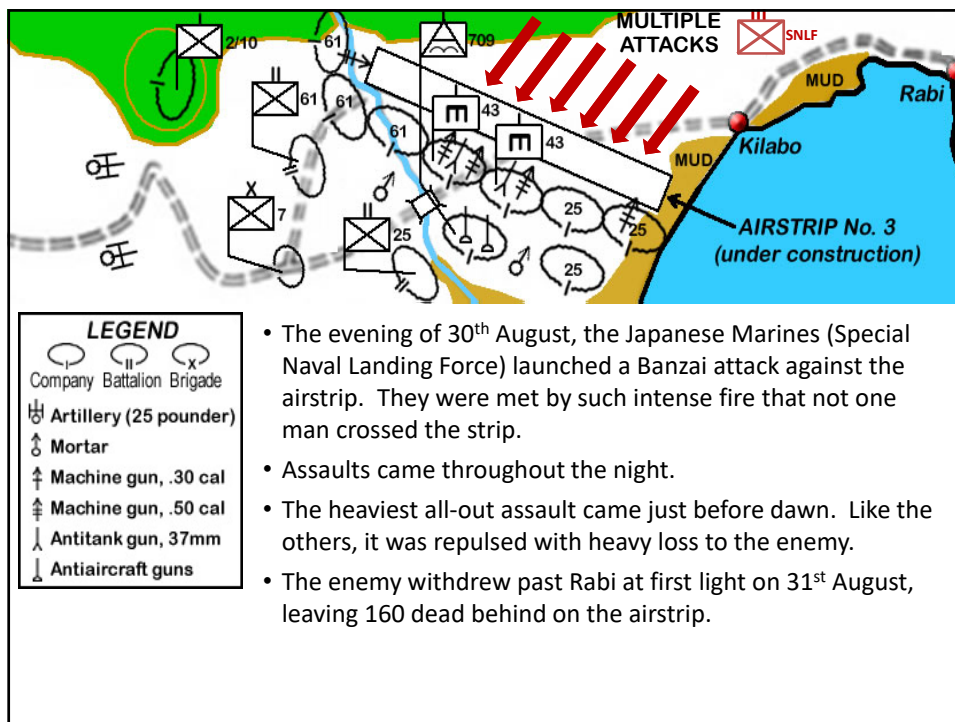 MULTIPLE
ATTACKS
III
SNLF
2/10
61
709
II
61
61
43
MUD
Rabi
61
43
Kilabo
MUD
X
7
II
25
25
25
25
AIRSTRIP No. 3
(under construction)
LEGEND
I II X
Company Battalion Brigade
Artillery (25 pounder)
Mortar
Machine gun, .30 cal
Machine gun, .50 cal
Antitank gun, 37mm
Antiaircraft guns
• The evening of 30th August, the Japanese Marines (Special
Naval Landing Force) launched a Banzai attack against the
airstrip. They were met by such intense fire that not one
man crossed the strip.
• Assaults came throughout the night.
• The heaviest all-out assault came just before dawn. Like the
others, it was repulsed with heavy loss to the enemy.
• The enemy withdrew past Rabi at first light on 31st August,
leaving 160 dead behind on the airstrip.